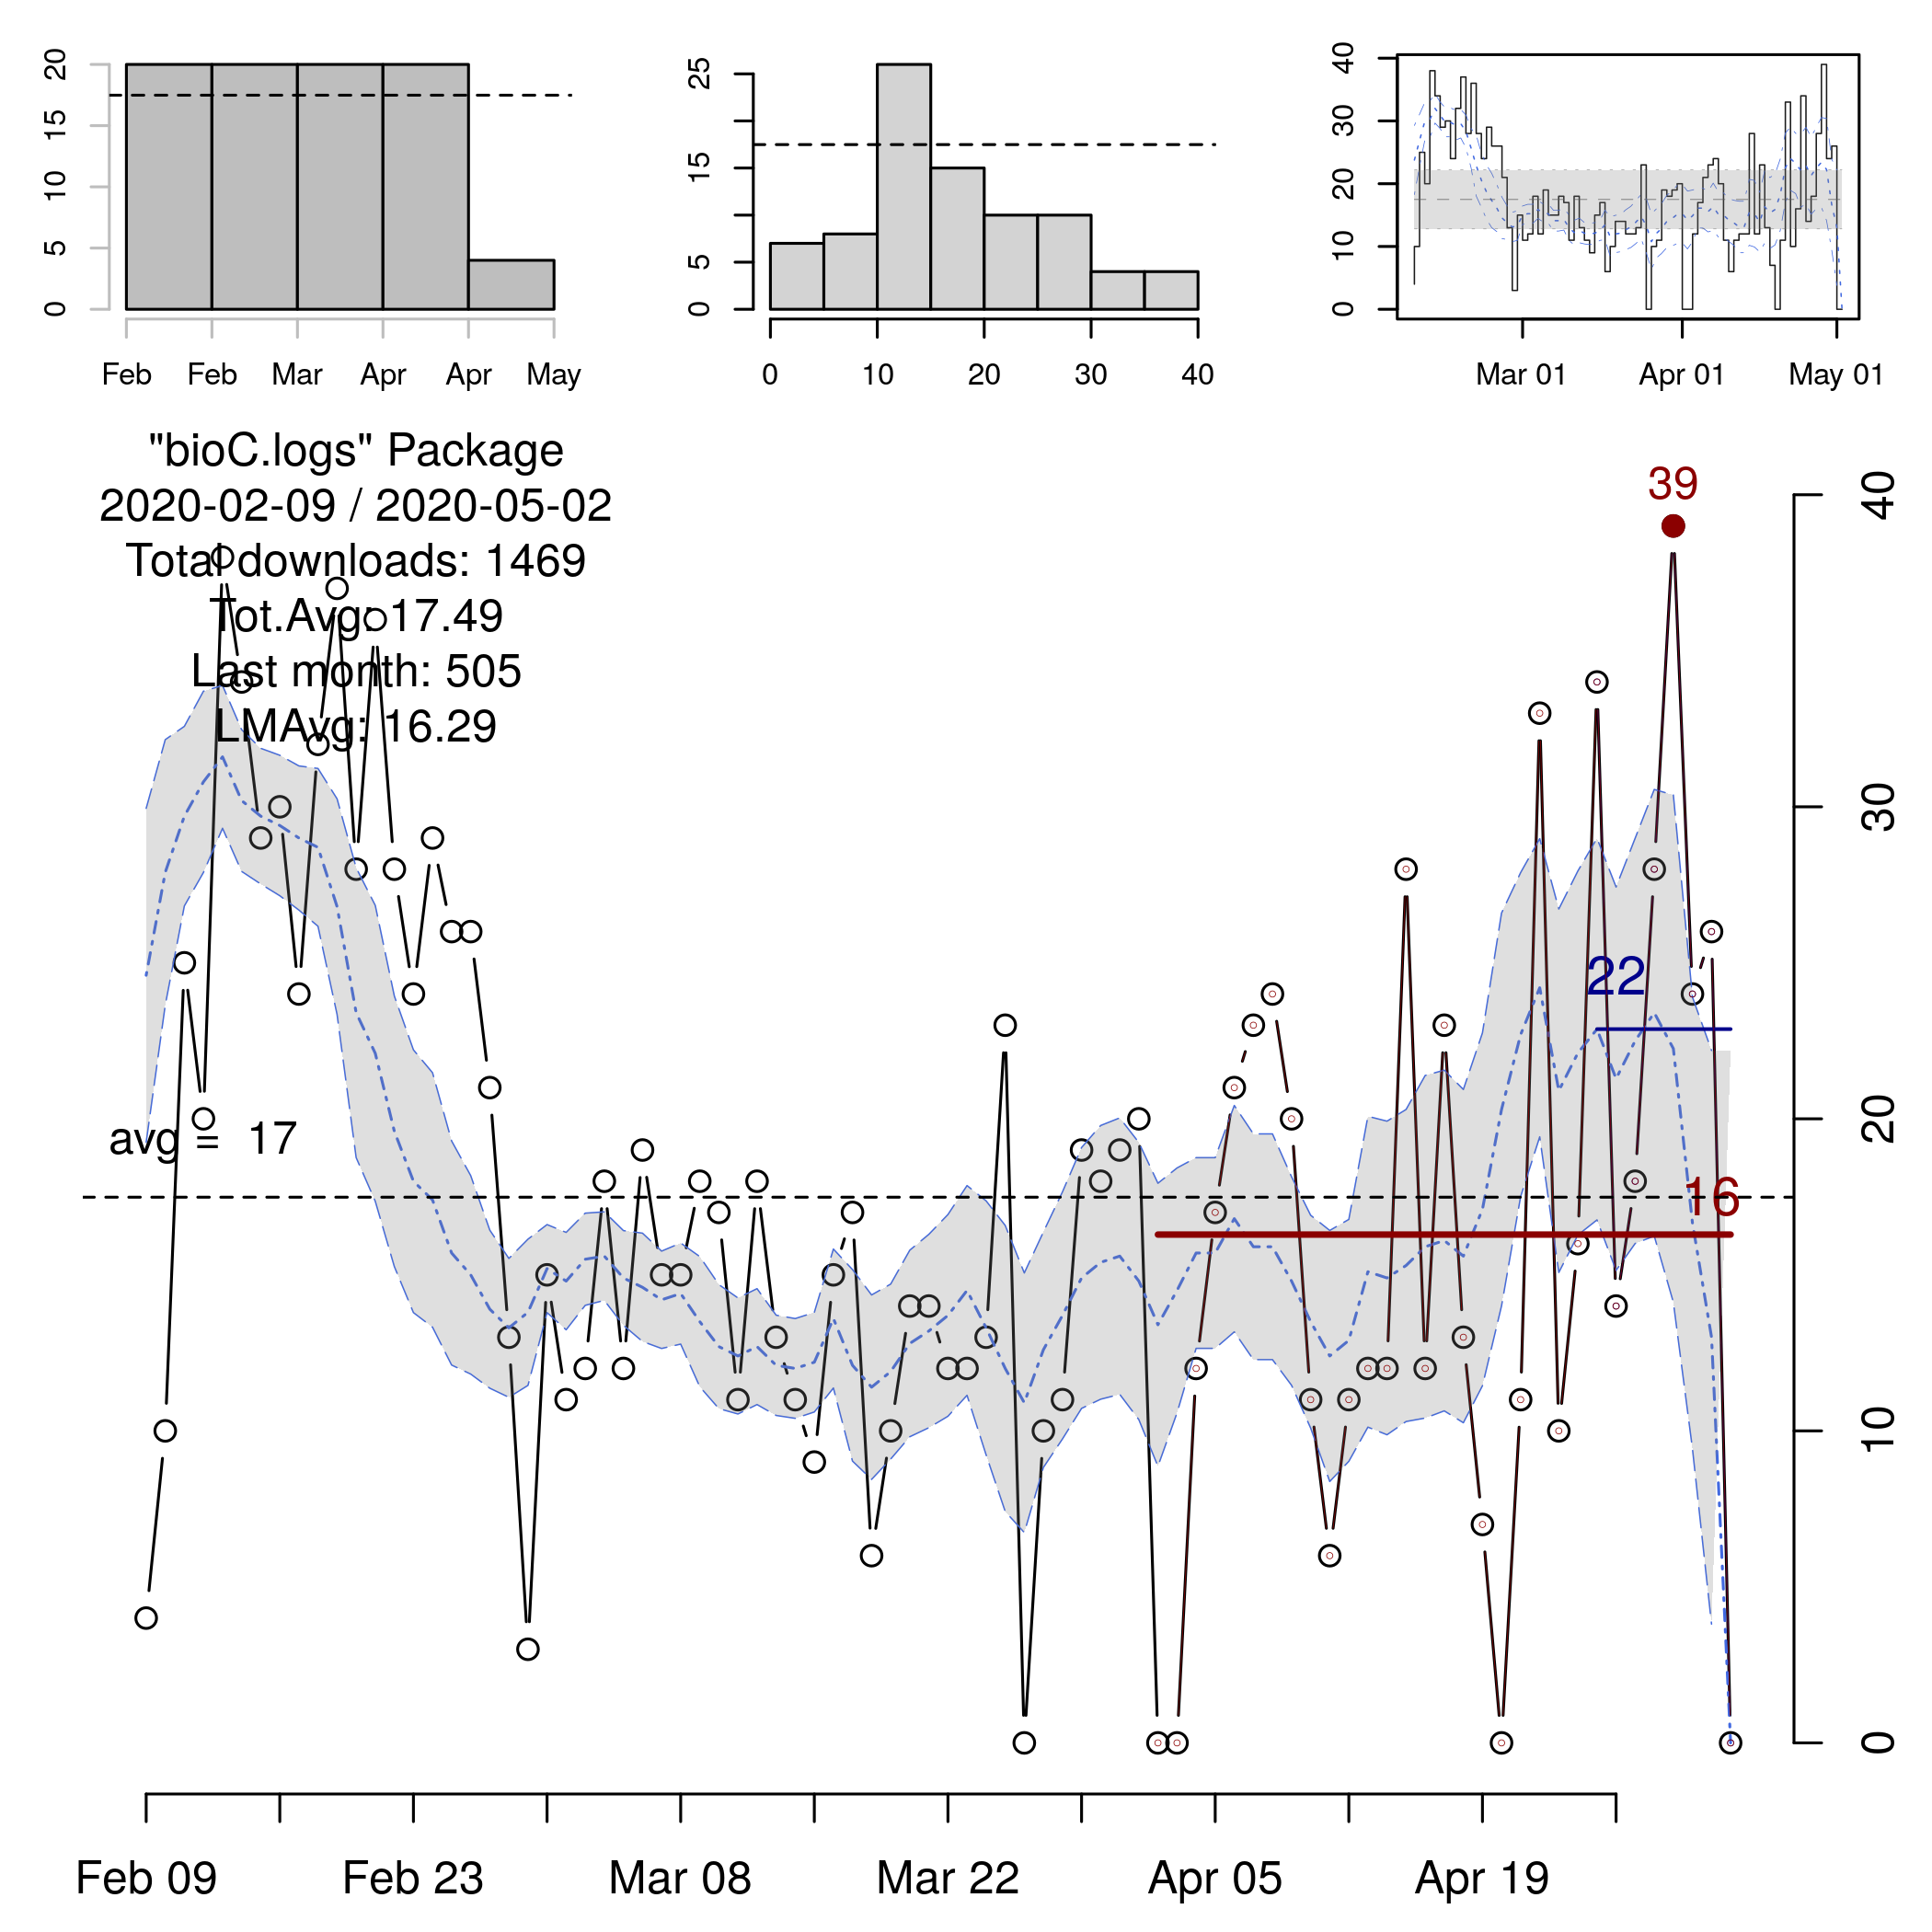 20
15
10
5
0
Feb Feb Mar Apr Apr May
25
15
5
0
0 10 20 30 40
40
30
20
10
0
Mar 01 Apr 01 May 01
"bioC.logs" Package
2020-02-09 / 2020-05-02
Total downloads: 1469
Tot.Avg: 17.49
Last month: 505
LMAvg: 16.29
39
22
avg = 17
16
40
30
20
10
0
Feb 09 Feb 23 Mar 08 Mar 22 Apr 05 Apr 19